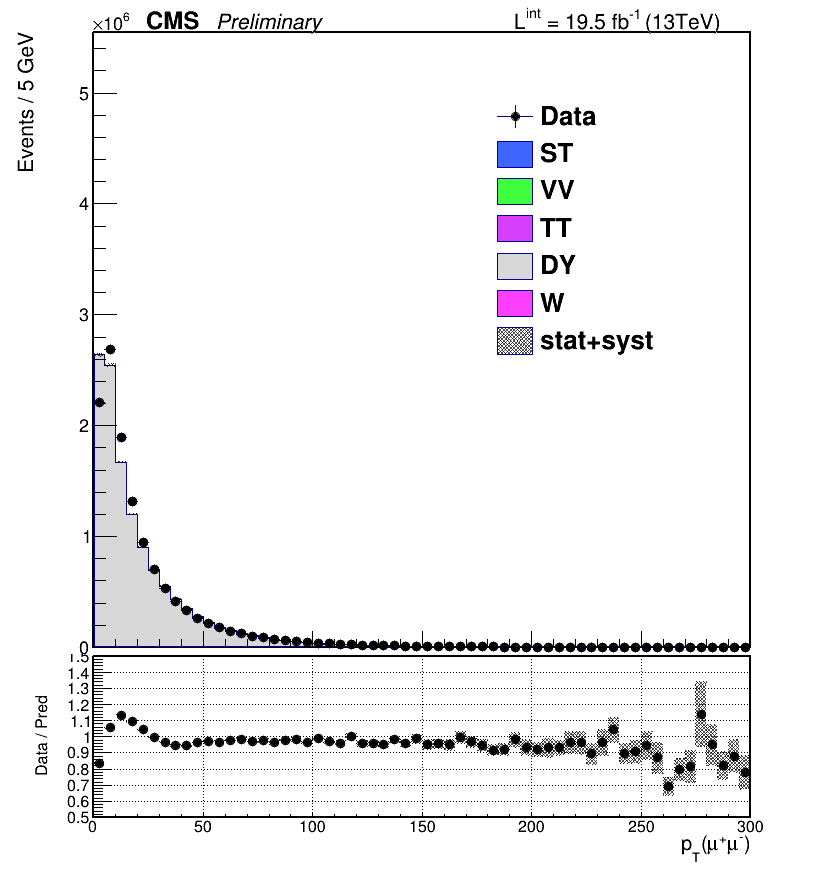 ×10⁶ CMS Preliminary L^int = 19.5 fb⁻¹ (13TeV)
Events / 5 GeV
5
4
3
2
1
0
Data
ST
VV
TT
DY
W
stat+syst
Data / Pred
1.5
1.4
1.3
1.2
1.1
1
0.9
0.8
0.7
0.6
0.5
0 50 100 150 200 250 300
p_T(μ⁺μ⁻)